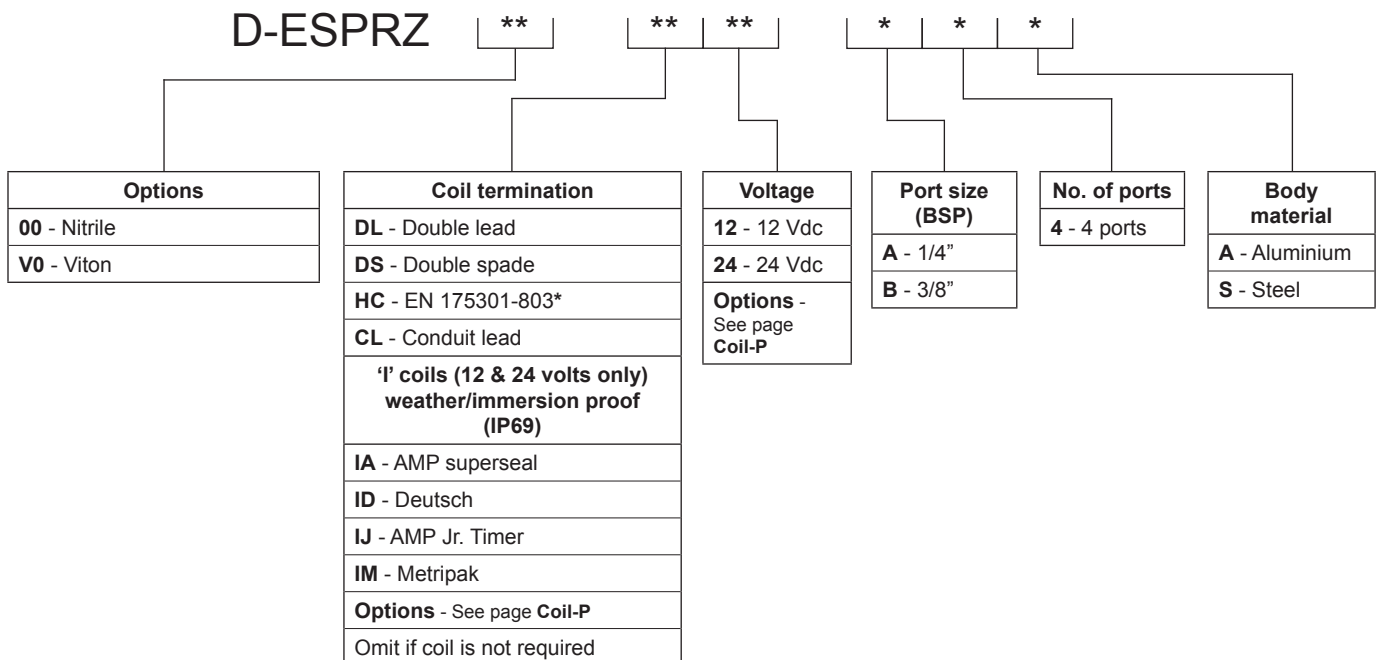 D-ESPRZ ** ** ** * * *
Options
00 - Nitrile
V0 - Viton
Coil termination
DL - Double lead
DS - Double spade
HC - EN 175301-803*
CL - Conduit lead
‘I’ coils (12 & 24 volts only)
weather/immersion proof
(IP69)
IA - AMP superseal
ID - Deutsch
IJ - AMP Jr. Timer
IM - Metripak
Options - See page Coil-P
Omit if coil is not required
Voltage
12 - 12 Vdc
24 - 24 Vdc
Options -
See page
Coil-P
Port size
(BSP)
A - 1/4”
B - 3/8”
No. of ports
4 - 4 ports
Body
material
A - Aluminium
S - Steel